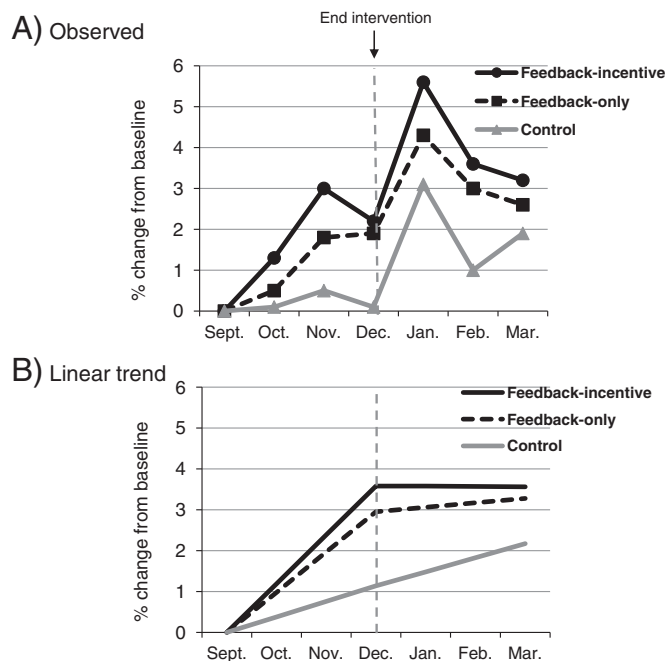 End intervention
A) Observed
6
5
4
3
2
1
0
% change from baseline
Feedback-incentive
Feedback-only
Control
Sept. Oct. Nov. Dec. Jan. Feb. Mar.
B) Linear trend
6
5
4
3
2
1
0
% change from baseline
Feedback-incentive
Feedback-only
Control
Sept. Oct. Nov. Dec. Jan. Feb. Mar.